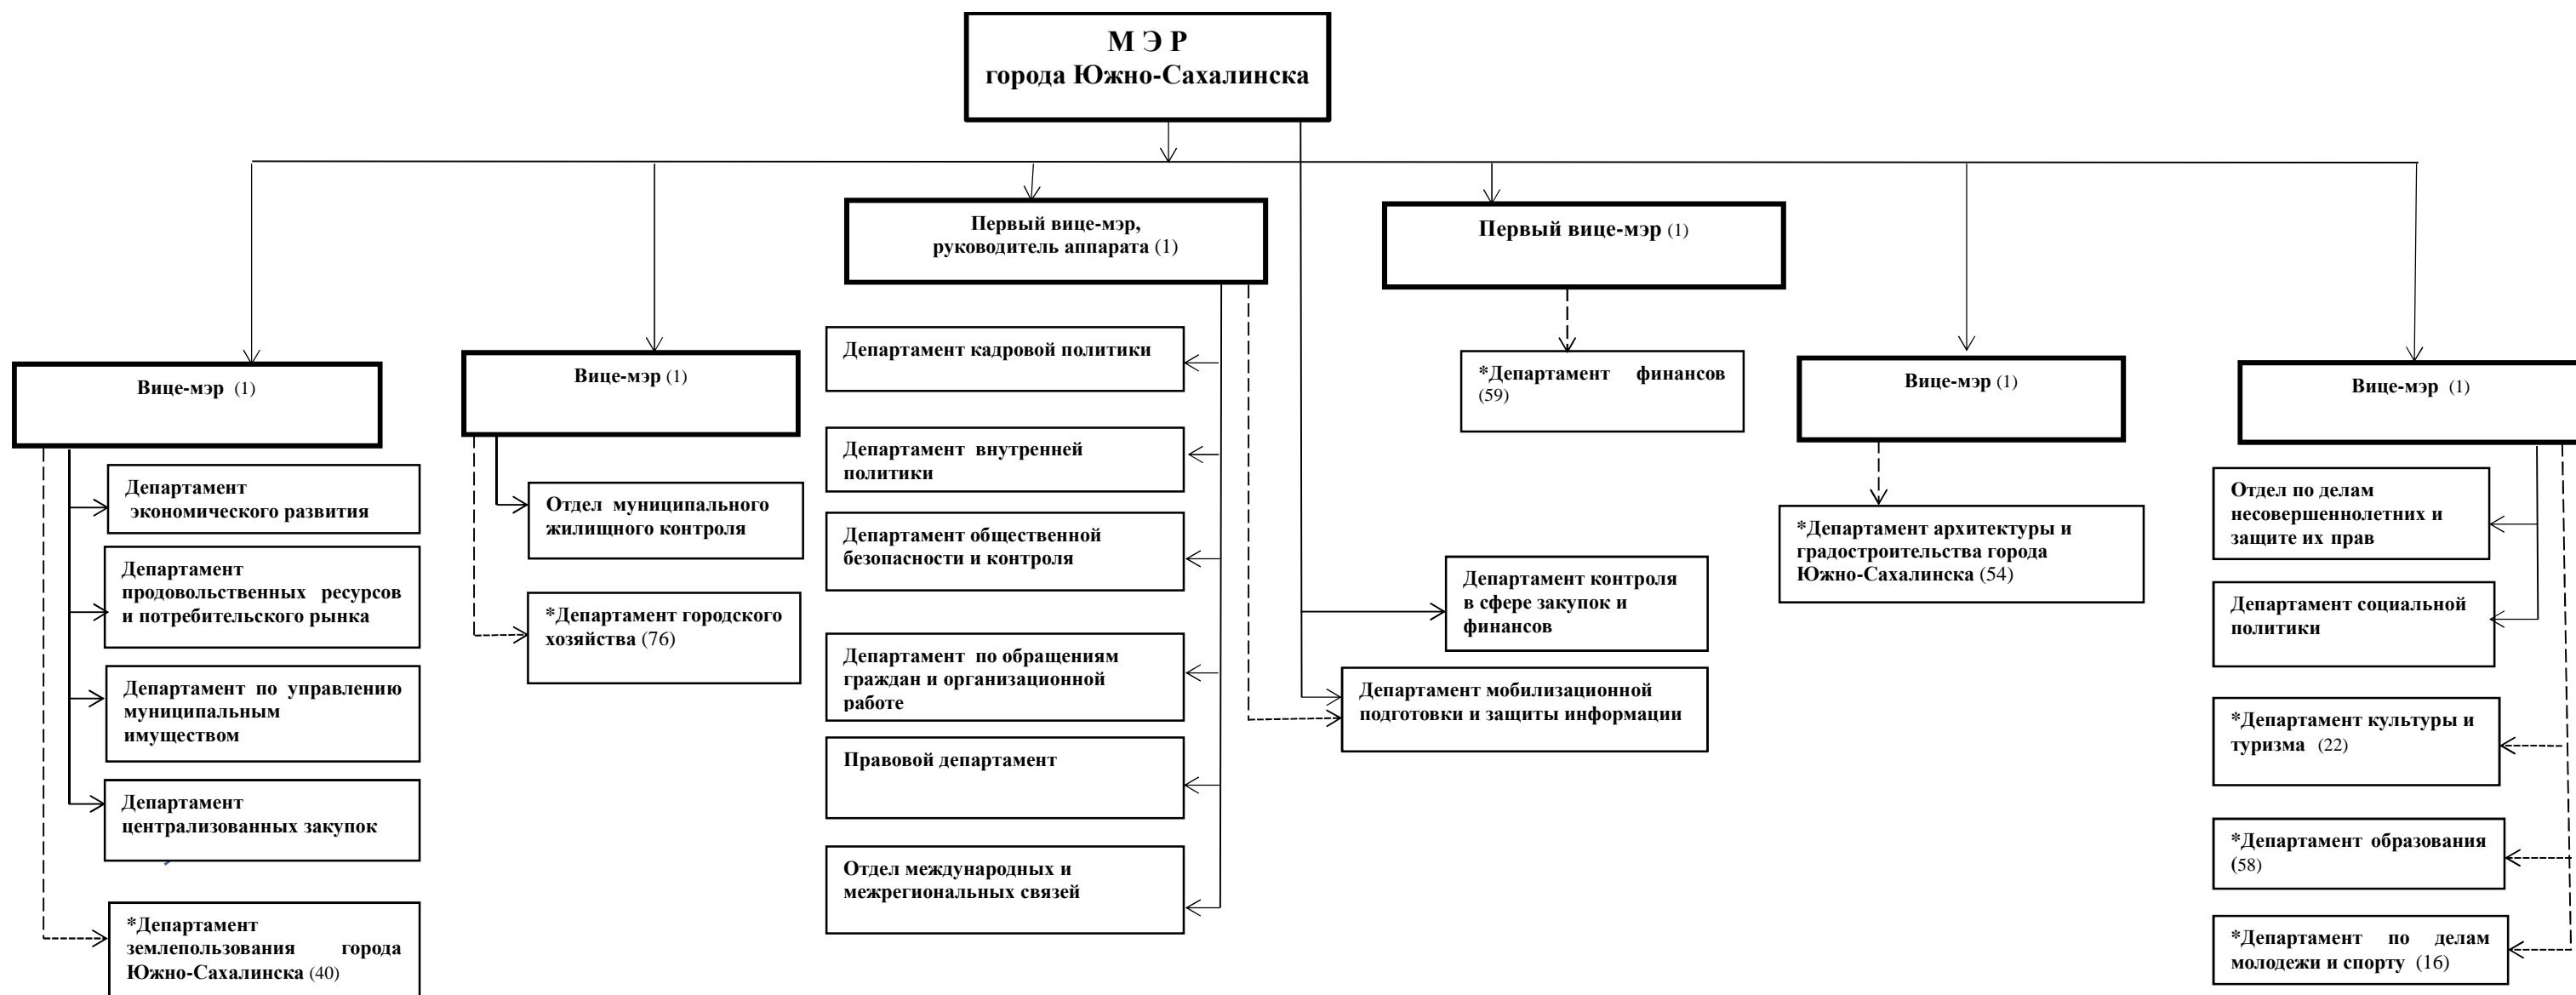 М Э Р
города Южно-Сахалинска
Первый вице-мэр,
руководитель аппарата (1)
Первый вице-мэр (1)
Вице-мэр (1)
Департамент
экономического развития
Департамент
продовольственных ресурсов
и потребительского рынка
Департамент по управлению
муниципальным
имуществом
Департамент
централизованных закупок
*Департамент
землепользования города
Южно-Сахалинска (40)
Вице-мэр (1)
Отдел муниципального
жилищного контроля
*Департамент городского
хозяйства (76)
Департамент кадровой политики
Департамент внутренней
политики
Департамент общественной
безопасности и контроля
Департамент по обращениям
граждан и организационной
работе
Правовой департамент
Отдел международных и
межрегиональных связей
*Департамент финансов
(59)
Департамент контроля
в сфере закупок и
финансов
Департамент мобилизационной
подготовки и защиты информации
Вице-мэр (1)
*Департамент архитектуры и
градостроительства города
Южно-Сахалинска (54)
Вице-мэр (1)
Отдел по делам
несовершеннолетних и
защите их прав
Департамент социальной
политики
*Департамент культуры и
туризма (22)
*Департамент образования
(58)
*Департамент по делам
молодежи и спорту (16)